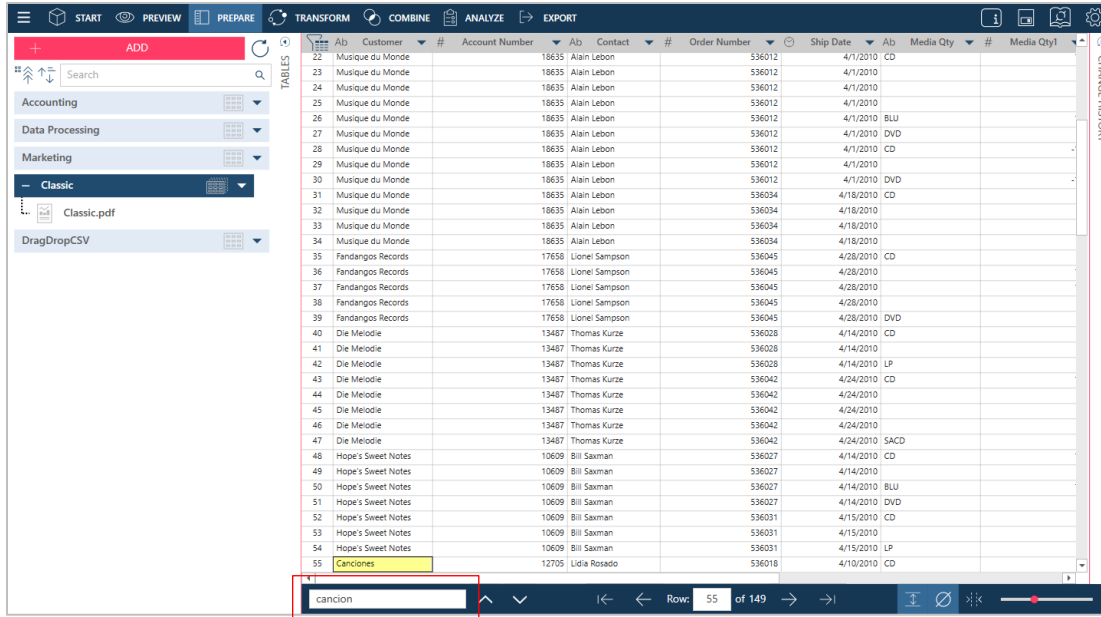 START PREVIEW PREPARE TRANSFORM COMBINE ANALYZE EXPORT
+ ADD
Search
Accounting
Data Processing
Marketing
Classic
Classic.pdf
DragDropCSV
TABLES
Ab Customer # Account Number Ab Contact # Order Number Ship Date Ab Media Qty # Media Qty1
22 Musique du Monde 18635 Alain Lebon 536012 4/1/2010 CD
23 Musique du Monde 18635 Alain Lebon 536012 4/1/2010
24 Musique du Monde 18635 Alain Lebon 536012 4/1/2010
25 Musique du Monde 18635 Alain Lebon 536012 4/1/2010
26 Musique du Monde 18635 Alain Lebon 536012 4/1/2010 BLU
27 Musique du Monde 18635 Alain Lebon 536012 4/1/2010 DVD
28 Musique du Monde 18635 Alain Lebon 536012 4/1/2010 CD
29 Musique du Monde 18635 Alain Lebon 536012 4/1/2010
30 Musique du Monde 18635 Alain Lebon 536012 4/1/2010 DVD
31 Musique du Monde 18635 Alain Lebon 536034 4/18/2010 CD
32 Musique du Monde 18635 Alain Lebon 536034 4/18/2010
33 Musique du Monde 18635 Alain Lebon 536034 4/18/2010
34 Musique du Monde 18635 Alain Lebon 536034 4/18/2010
35 Fandangos Records 17658 Lionel Sampson 536045 4/28/2010 CD
36 Fandangos Records 17658 Lionel Sampson 536045 4/28/2010
37 Fandangos Records 17658 Lionel Sampson 536045 4/28/2010
38 Fandangos Records 17658 Lionel Sampson 536045 4/28/2010
39 Fandangos Records 17658 Lionel Sampson 536045 4/28/2010 DVD
40 Die Melodie 13487 Thomas Kurze 536028 4/14/2010 CD
41 Die Melodie 13487 Thomas Kurze 536028 4/14/2010
42 Die Melodie 13487 Thomas Kurze 536028 4/14/2010 LP
43 Die Melodie 13487 Thomas Kurze 536042 4/24/2010 CD
44 Die Melodie 13487 Thomas Kurze 536042 4/24/2010
45 Die Melodie 13487 Thomas Kurze 536042 4/24/2010
46 Die Melodie 13487 Thomas Kurze 536042 4/24/2010
47 Die Melodie 13487 Thomas Kurze 536042 4/24/2010 SACD
48 Hope's Sweet Notes 10609 Bill Saxman 536027 4/14/2010 CD
49 Hope's Sweet Notes 10609 Bill Saxman 536027 4/14/2010
50 Hope's Sweet Notes 10609 Bill Saxman 536027 4/14/2010 BLU
51 Hope's Sweet Notes 10609 Bill Saxman 536027 4/14/2010 DVD
52 Hope's Sweet Notes 10609 Bill Saxman 536031 4/15/2010 CD
53 Hope's Sweet Notes 10609 Bill Saxman 536031 4/15/2010
54 Hope's Sweet Notes 10609 Bill Saxman 536031 4/15/2010 LP
55 Canciones 12705 Lidia Rosado 536018 4/10/2010 CD
cancion Row: 55 of 149